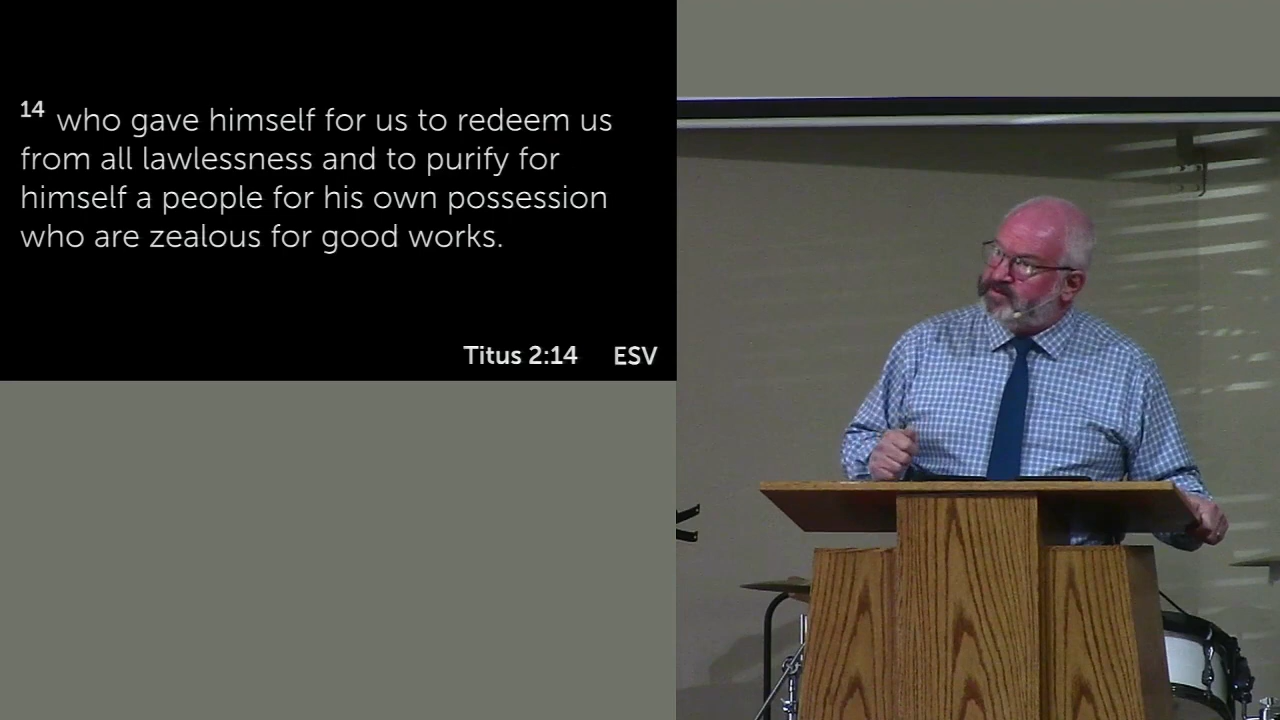 14 who gave himself for us to redeem us
from all lawlessness and to purify for
himself a people for his own possession
who are zealous for good works.
Titus 2:14 ESV